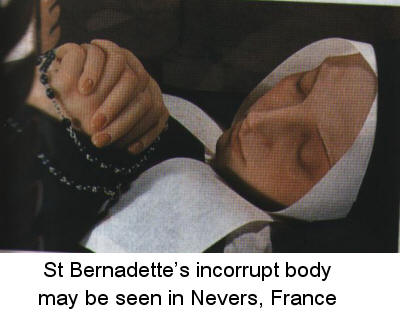 St Bernadette’s incorrupt body
may be seen in Nevers, France